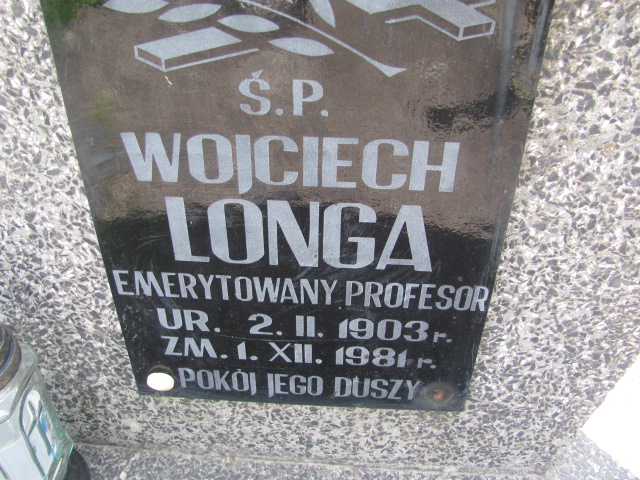 Ś.P.
WOJCIECH
LONGA
EMERYTOWANY PROFESOR
UR. 2. II. 1903 r.
ZM. 1. XII. 1981 r.
POKÓJ JEGO DUSZY